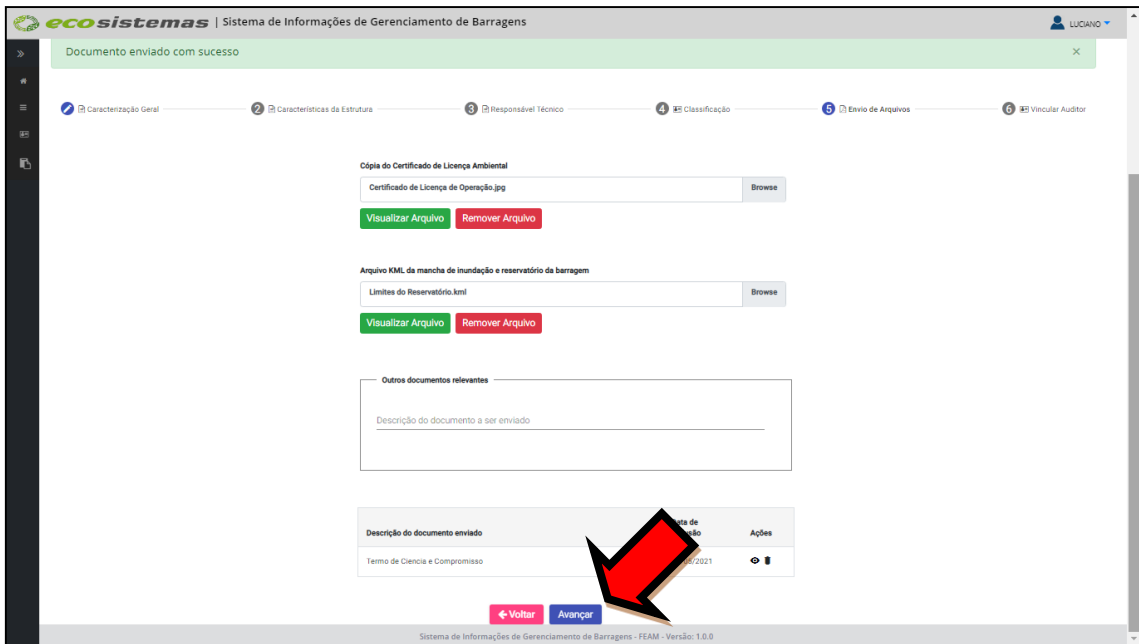 ecosistemas | Sistema de Informações de Gerenciamento de Barragens
LUCIANO
Documento enviado com sucesso
×
Caracterização Geral
2 Características da Estrutura
3 Responsável Técnico
4 Classificação
5 Envio de Arquivos
6 Vincular Auditor
Cópia do Certificado de Licença Ambiental
Certificado de Licença de Operação.jpg
Browse
Visualizar Arquivo
Remover Arquivo
Arquivo KML da mancha de inundação e reservatório da barragem
Limites do Reservatório.kml
Browse
Visualizar Arquivo
Remover Arquivo
Outros documentos relevantes
Descrição do documento a ser enviado
Descrição do documento enviado
de
Ações
Termo de Ciencia e Compromisso
/2021
Voltar
Avançar
Sistema de Informações de Gerenciamento de Barragens - FEAM - Versão: 1.0.0